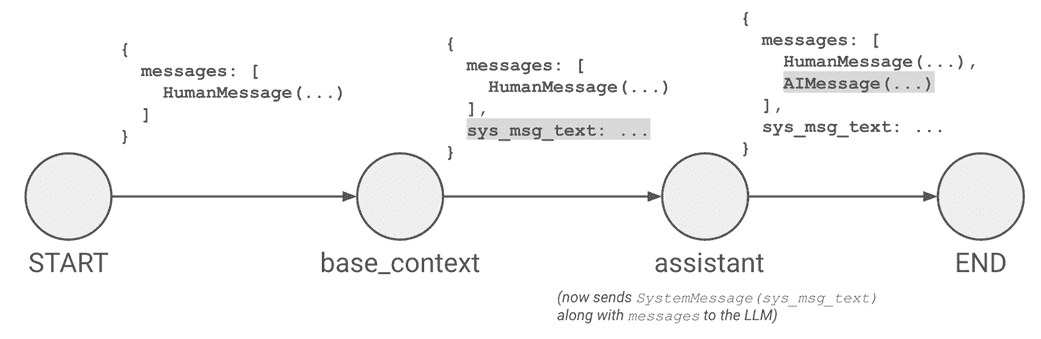 {
  messages: [
    HumanMessage(...)
  ]
}
{
  messages: [
    HumanMessage(...)
  ],
  sys_msg_text: ...
}
{
  messages: [
    HumanMessage(...),
    AIMessage(...)
  ],
  sys_msg_text: ...
}
START
base_context
assistant
END
(now sends SystemMessage(sys_msg_text)
along with messages to the LLM)